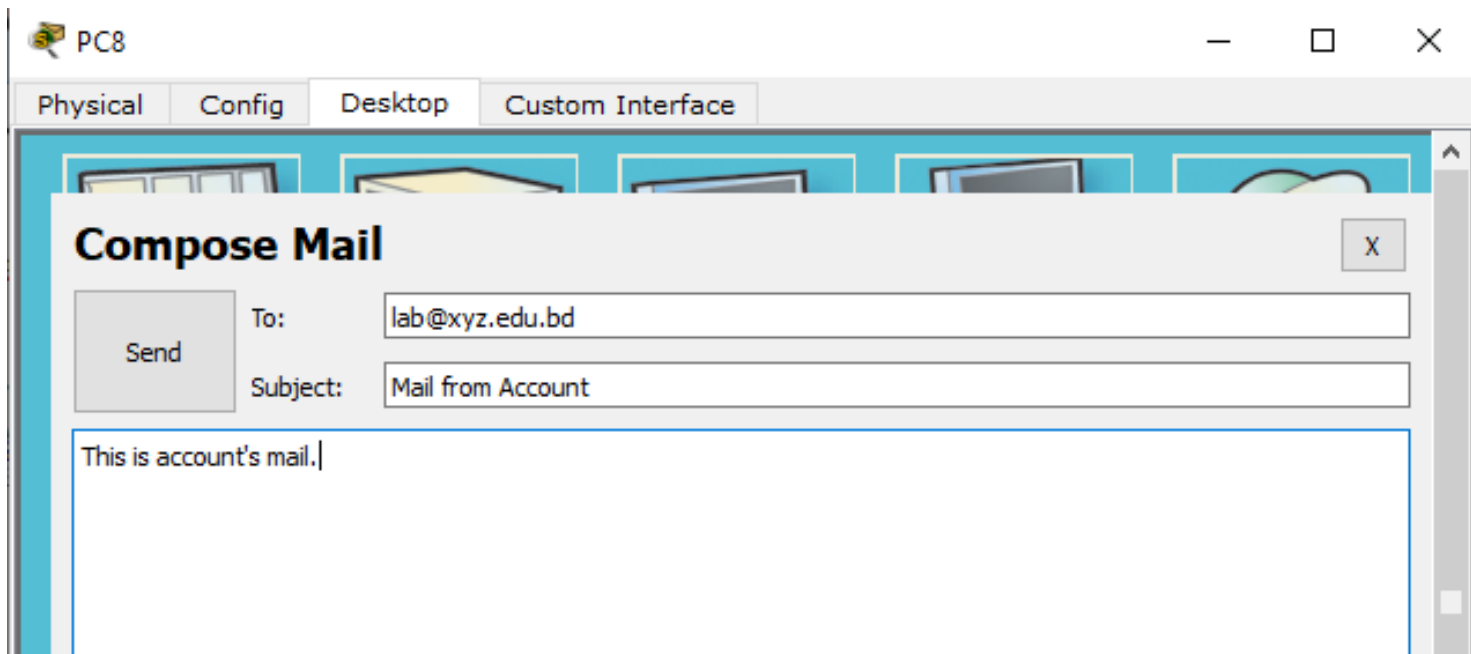 PC8
Physical Config Desktop Custom Interface
Compose Mail X
Send
To: lab@xyz.edu.bd
Subject: Mail from Account
This is account's mail.